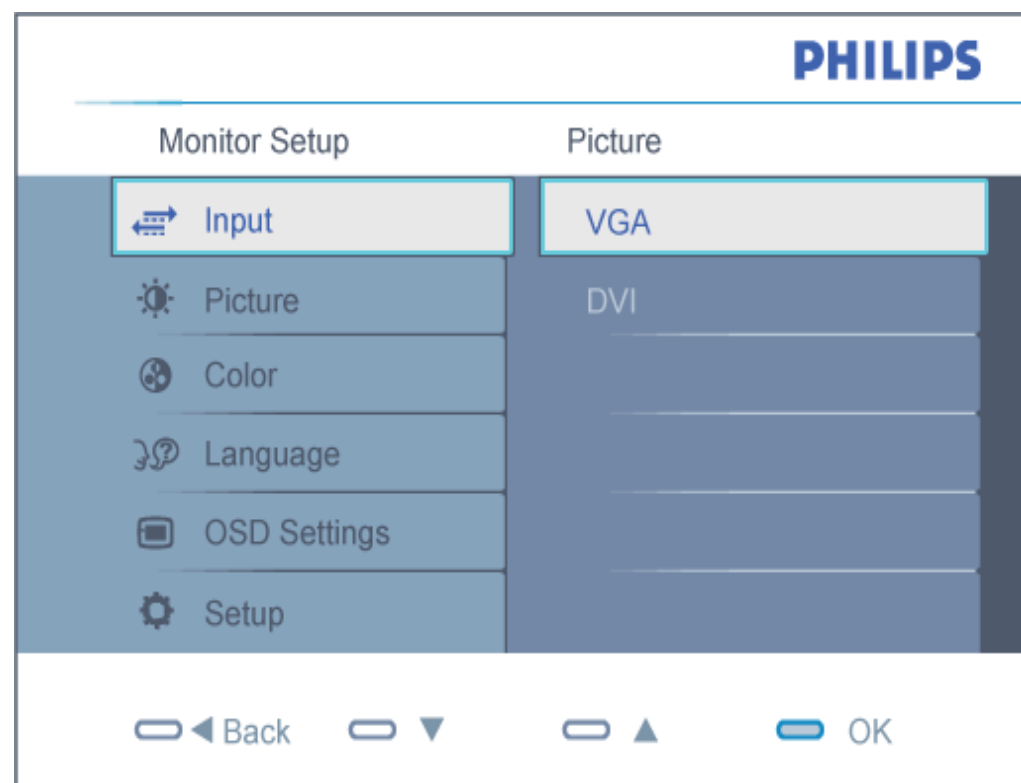 PHILIPS
Monitor Setup Picture
Input VGA
Picture DVI
Color
Language
OSD Settings
Setup
Back OK